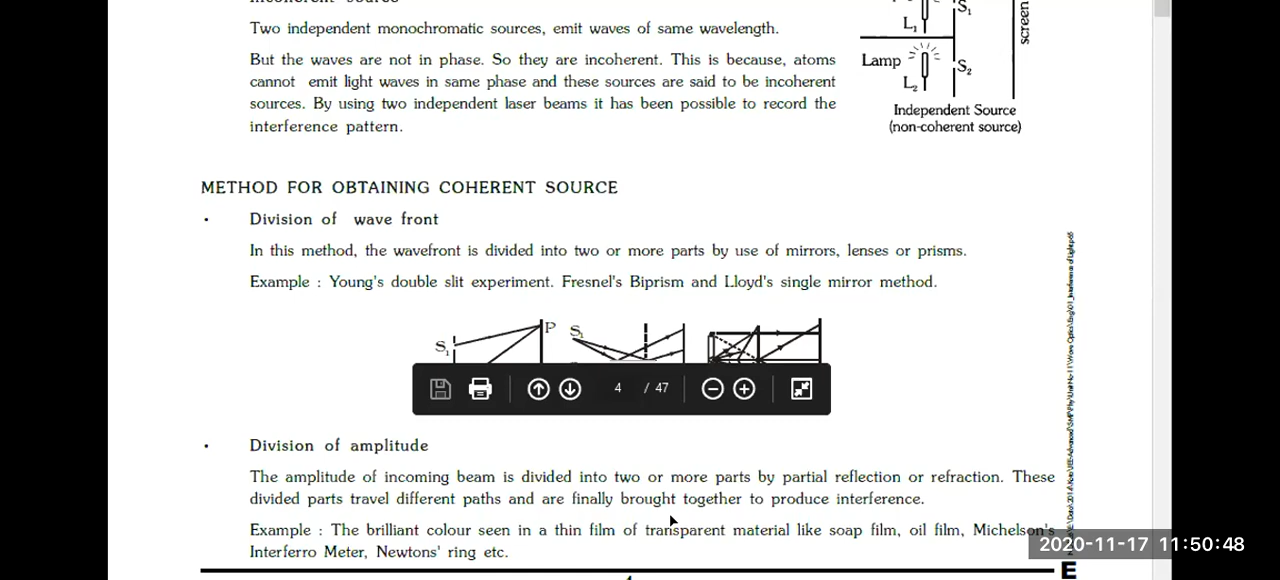 Incoherent source
Two independent monochromatic sources, emit waves of same wavelength.
But the waves are not in phase. So they are incoherent. This is because, atoms
cannot emit light waves in same phase and these sources are said to be incoherent
sources. By using two independent laser beams it has been possible to record the
interference pattern.
S₁
L₁
screen
Lamp
S₂
L₂
Independent Source
(non-coherent source)
METHOD FOR OBTAINING COHERENT SOURCE
• Division of wave front
In this method, the wavefront is divided into two or more parts by use of mirrors, lenses or prisms.
Example : Young's double slit experiment. Fresnel's Biprism and Lloyd's single mirror method.
S₁
P
S₁
4 / 47
• Division of amplitude
The amplitude of incoming beam is divided into two or more parts by partial reflection or refraction. These
divided parts travel different paths and are finally brought together to produce interference.
Example : The brilliant colour seen in a thin film of transparent material like soap film, oil film, Michelson's
Interferro Meter, Newtons' ring etc.
2020-11-17 11:50:48
E